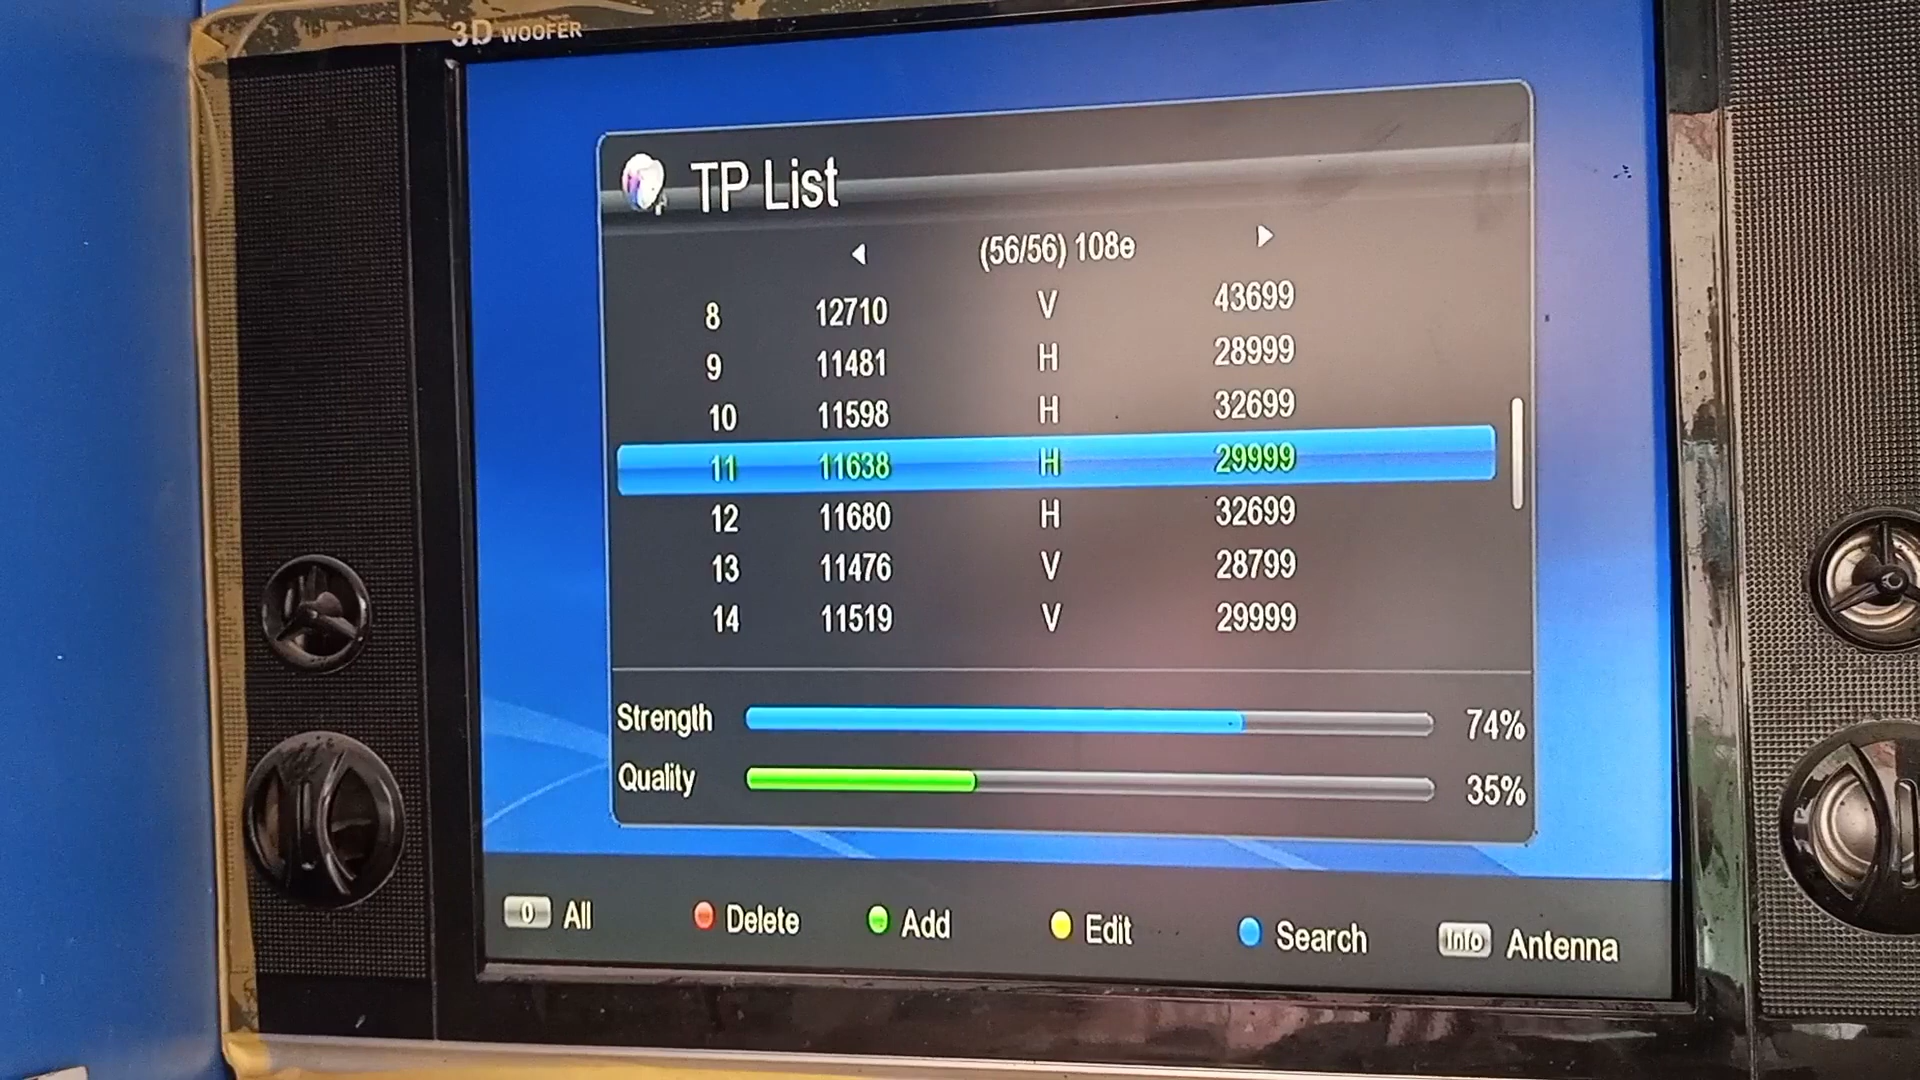 3D WOOFER
TP List
(56/56) 108e
8 12710 V 43699
9 11481 H 28999
10 11598 H 32699
11 11638 H 29999
12 11680 H 32699
13 11476 V 28799
14 11519 V 29999
Strength 74%
Quality 35%
0 All Delete Add Edit Search Info Antenna